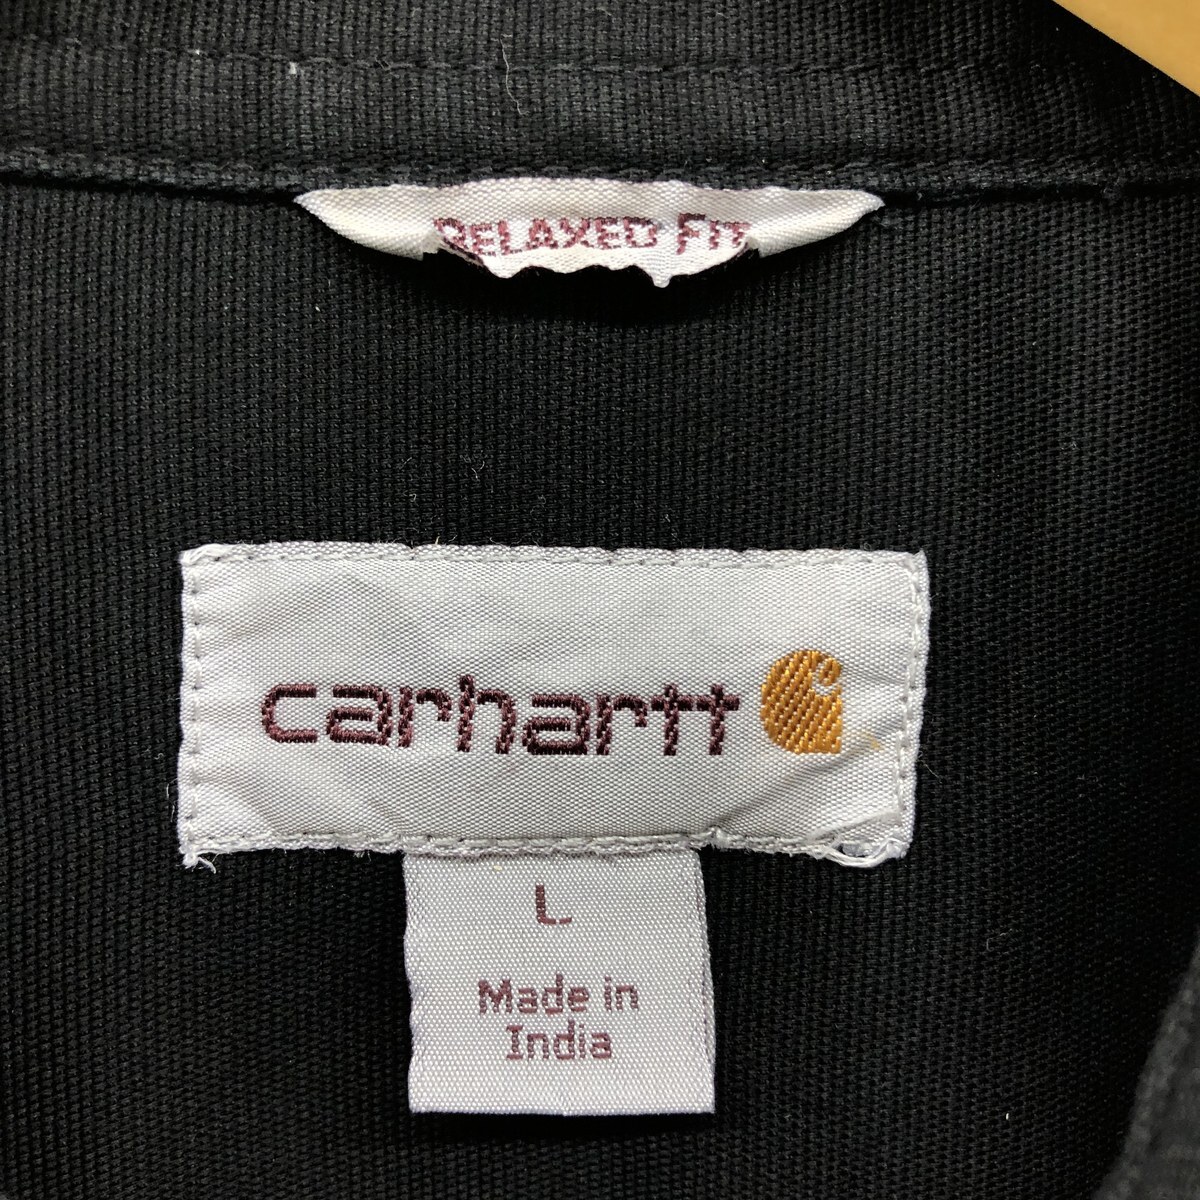 RELAXED FIT
carhartt
L
Made in
India